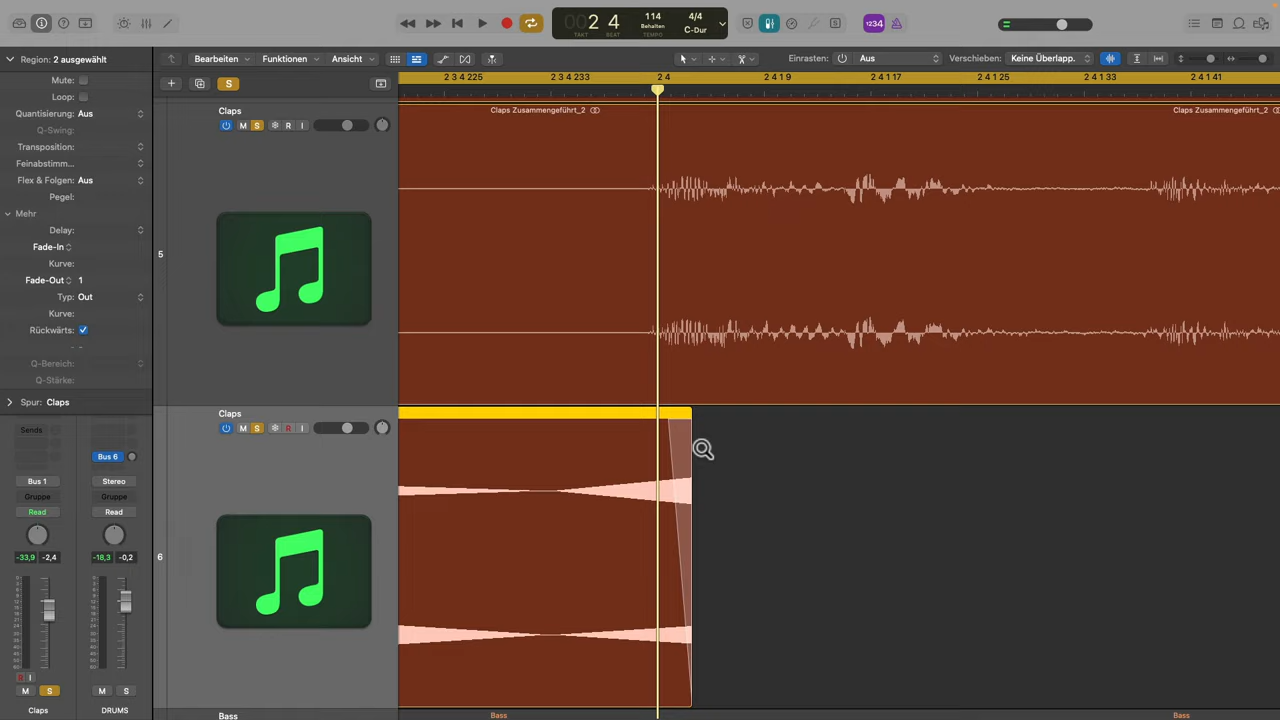 1234
2 4
TAKT BEAT
114
Behalten
TEMPO
4/4
C-Dur
Region: 2 ausgewählt
Bearbeiten
Funktionen
Ansicht
Einrasten:
Aus
Verschieben:
Keine Überlapp.
S
2 3 4 225
2 3 4 233
2 4
2 4 1 9
2 4 1 17
2 4 1 25
2 4 1 33
2 4 1 41
Mute:
Loop:
Quantisierung: Aus
Q-Swing:
Transposition:
Feinabstimm...
Flex & Folgen: Aus
Pegel:
Mehr
Delay:
Fade-In
Kurve:
Fade-Out 1
Typ: Out
Kurve:
Rückwärts:
Q-Bereich:
Q-Stärke:
Spur: Claps
Sends
Bus 6
Bus 1
Stereo
Gruppe
Gruppe
Read
Read
-33,9 -2,4
-18,3 -0,2
R I
M S
M S
Claps
DRUMS
5
Claps
M S R I
Claps Zusammengeführt_2
Claps Zusammengeführt_2
6
Claps
M S R I
Bass
Bass
Bass